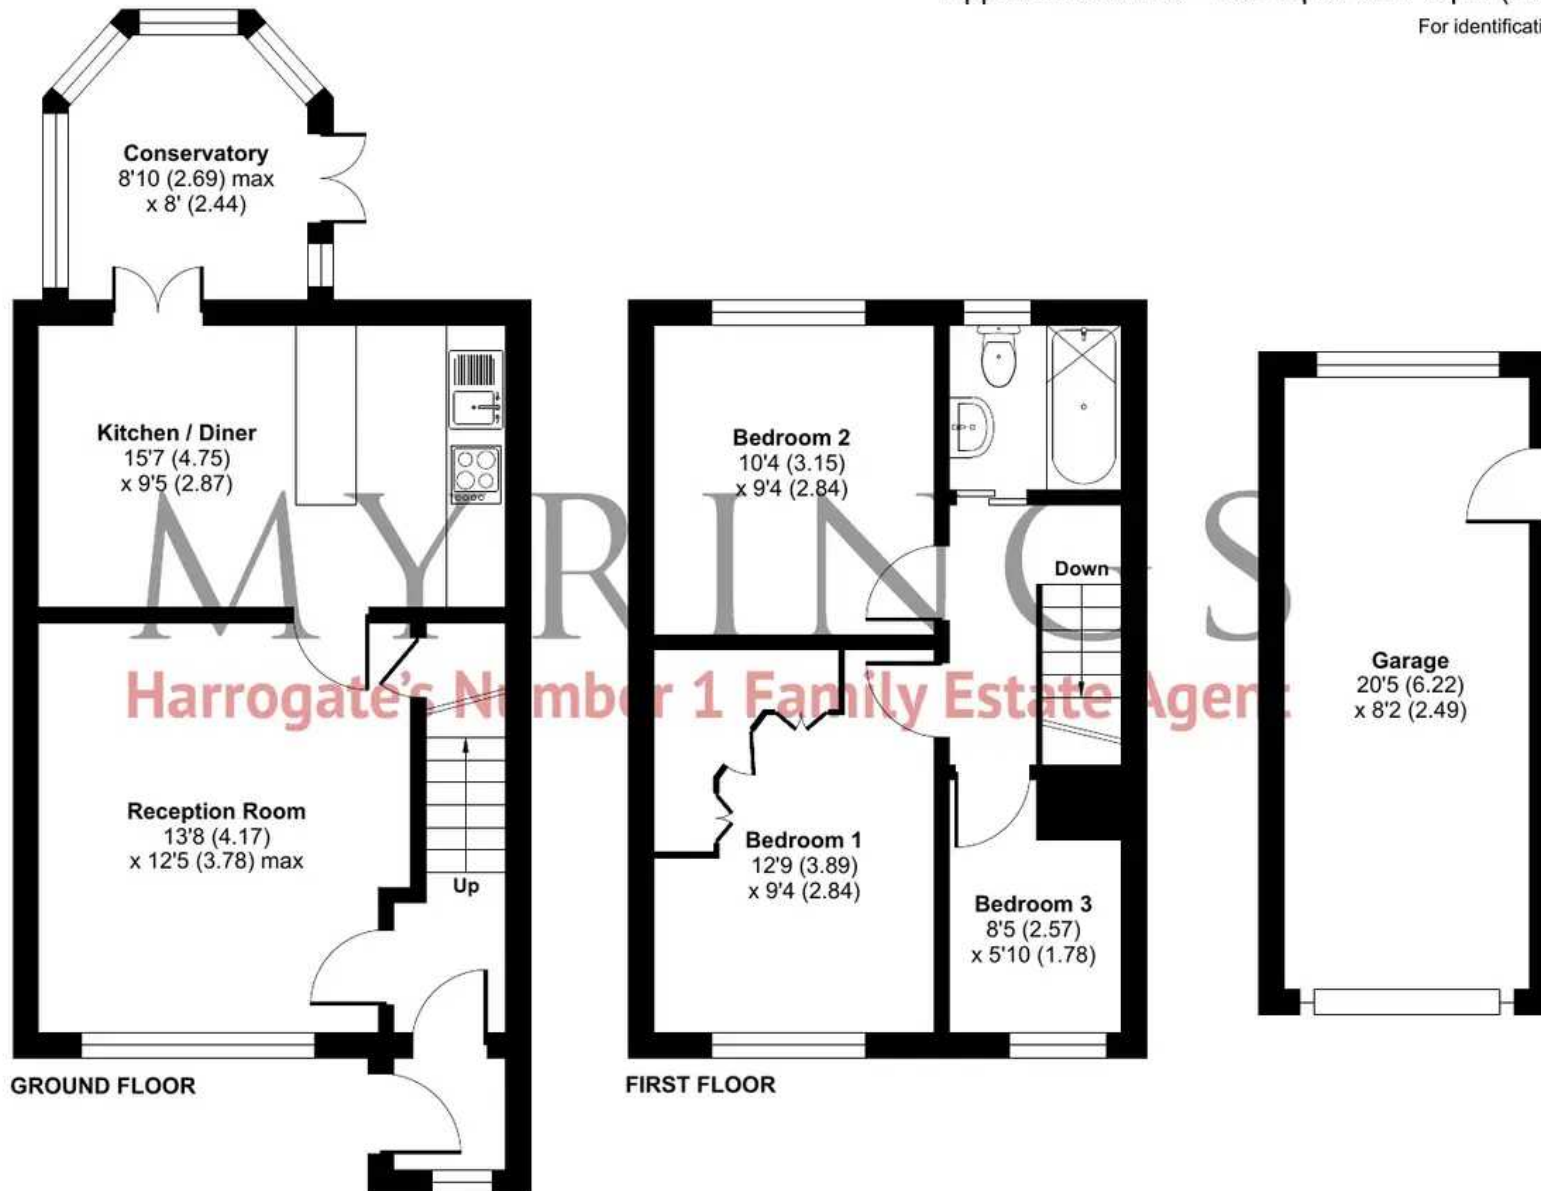 For
Conservatory
8'10 (2.69) max
x 8' (2.44)
Kitchen / Diner
15'7 (4.75)
x 9'5 (2.87)
Bedroom 2
10'4 (3.15)
x 9'4 (2.84)
MYRINGS
Harrogate's Number 1 Family Estate Agent
Down
Garage
20'5 (6.22)
x 8'2 (2.49)
Reception Room
13'8 (4.17)
x 12'5 (3.78) max
Up
Bedroom 1
12'9 (3.89)
x 9'4 (2.84)
Bedroom 3
8'5 (2.57)
x 5'10 (1.78)
GROUND FLOOR
FIRST FLOOR